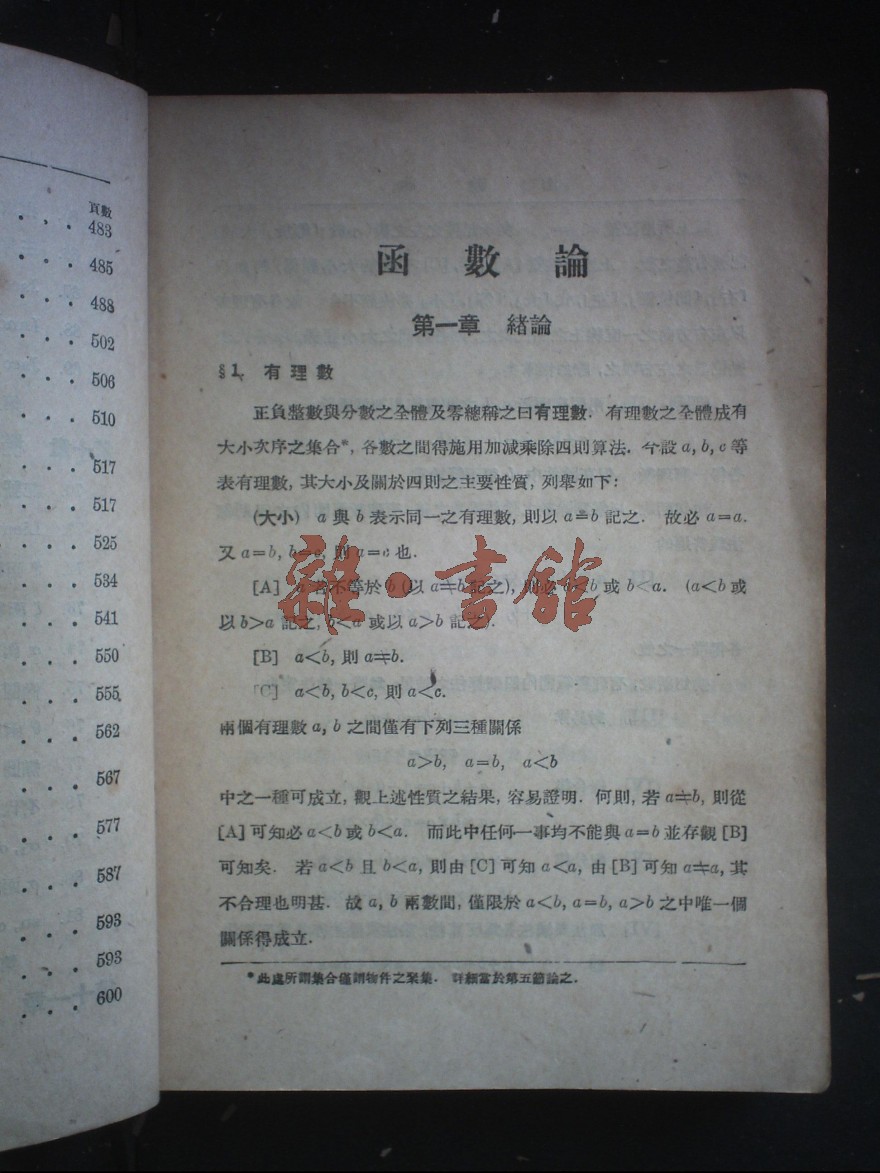 頁數
483
485
488
502
506
510
517
517
525
534
541
550
555
562
567
577
587
593
593
600
函數論
第一章 緒論
§1. 有理數
正負整數與分數之全體及零總稱之曰有理數. 有理數之全體成有
大小次序之集合*, 各數之間得施用加減乘除四則算法. 今設 a, b, c 等
表有理數, 其大小及關於四則之主要性質, 列舉如下:
(大小) a 與 b 表示同一之有理數, 則以 a=b 記之. 故必 a=a.
又 a=b, b=c, 則 a=c 也.
[A] a 若不等於 b (以 a≠b 記之), 則必 a<b 或 b<a. (a<b 或
以 b>a 記之, b<a 或以 a>b 記之).
[B] a<b, 則 a≠b.
[C] a<b, b<c, 則 a<c.
兩個有理數 a, b 之間僅有下列三種關係
a>b, a=b, a<b
中之一種可成立, 觀上述性質之結果, 容易證明. 何則, 若 a≠b, 則從
[A] 可知必 a<b 或 b<a. 而此中任何一事均不能與 a=b 並存觀 [B]
可知矣. 若 a<b 且 b<a, 則由 [C] 可知 a<a, 由 [B] 可知 a≠a, 其
不合理也明甚. 故 a, b 兩數間, 僅限於 a<b, a=b, a>b 之中唯一個
關係得成立.
* 此處所謂集合僅謂物件之聚集. 詳細當於第五節論之.
雜·書館